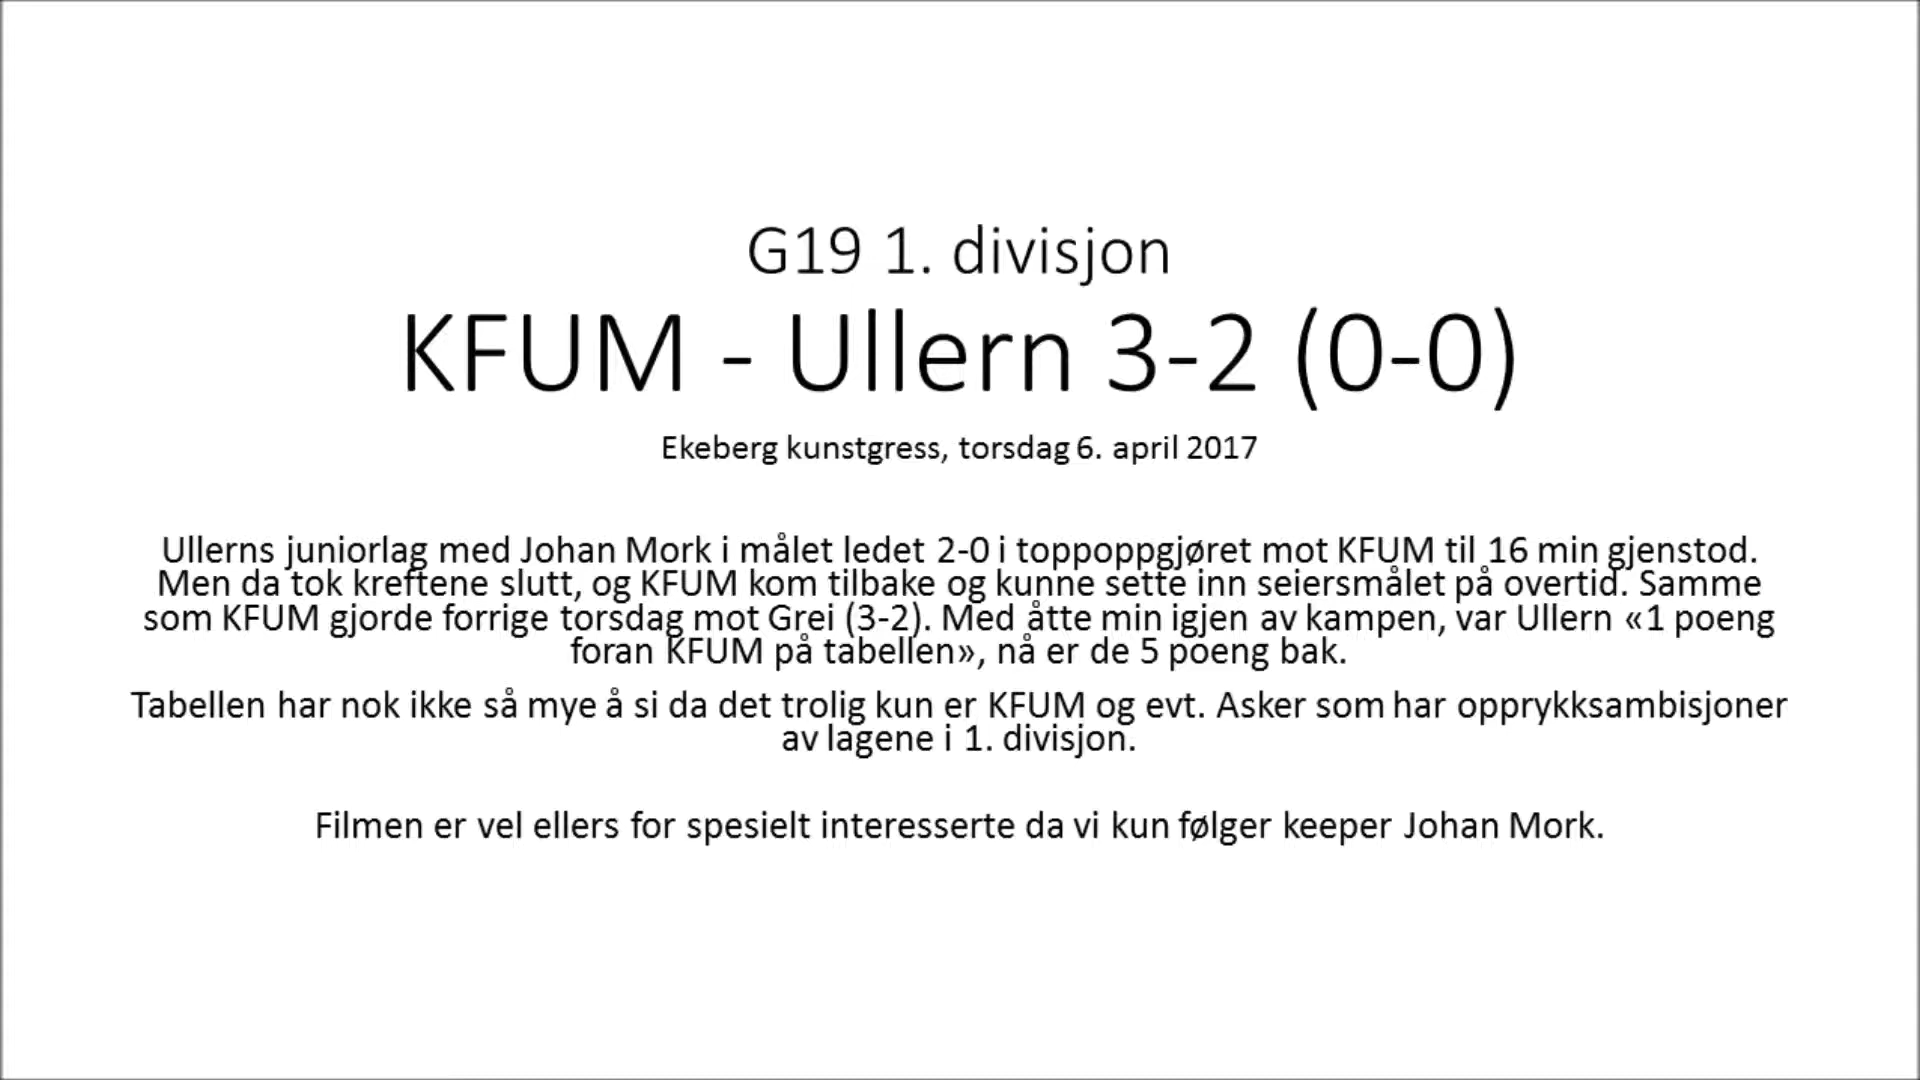 G19 1. divisjon
KFUM - Ullern 3-2 (0-0)
Ekeberg kunstgress, torsdag 6. april 2017
Ullerns juniorlag med Johan Mork i målet ledet 2-0 i toppoppgjøret mot KFUM til 16 min gjenstod.
Men da tok kreftene slutt, og KFUM kom tilbake og kunne sette inn seiersmålet på overtid. Samme
som KFUM gjorde forrige torsdag mot Grei (3-2). Med åtte min igjen av kampen, var Ullern «1 poeng
foran KFUM på tabellen», nå er de 5 poeng bak.
Tabellen har nok ikke så mye å si da det trolig kun er KFUM og evt. Asker som har opprykksambisjoner
av lagene i 1. divisjon.
Filmen er vel ellers for spesielt interesserte da vi kun følger keeper Johan Mork.